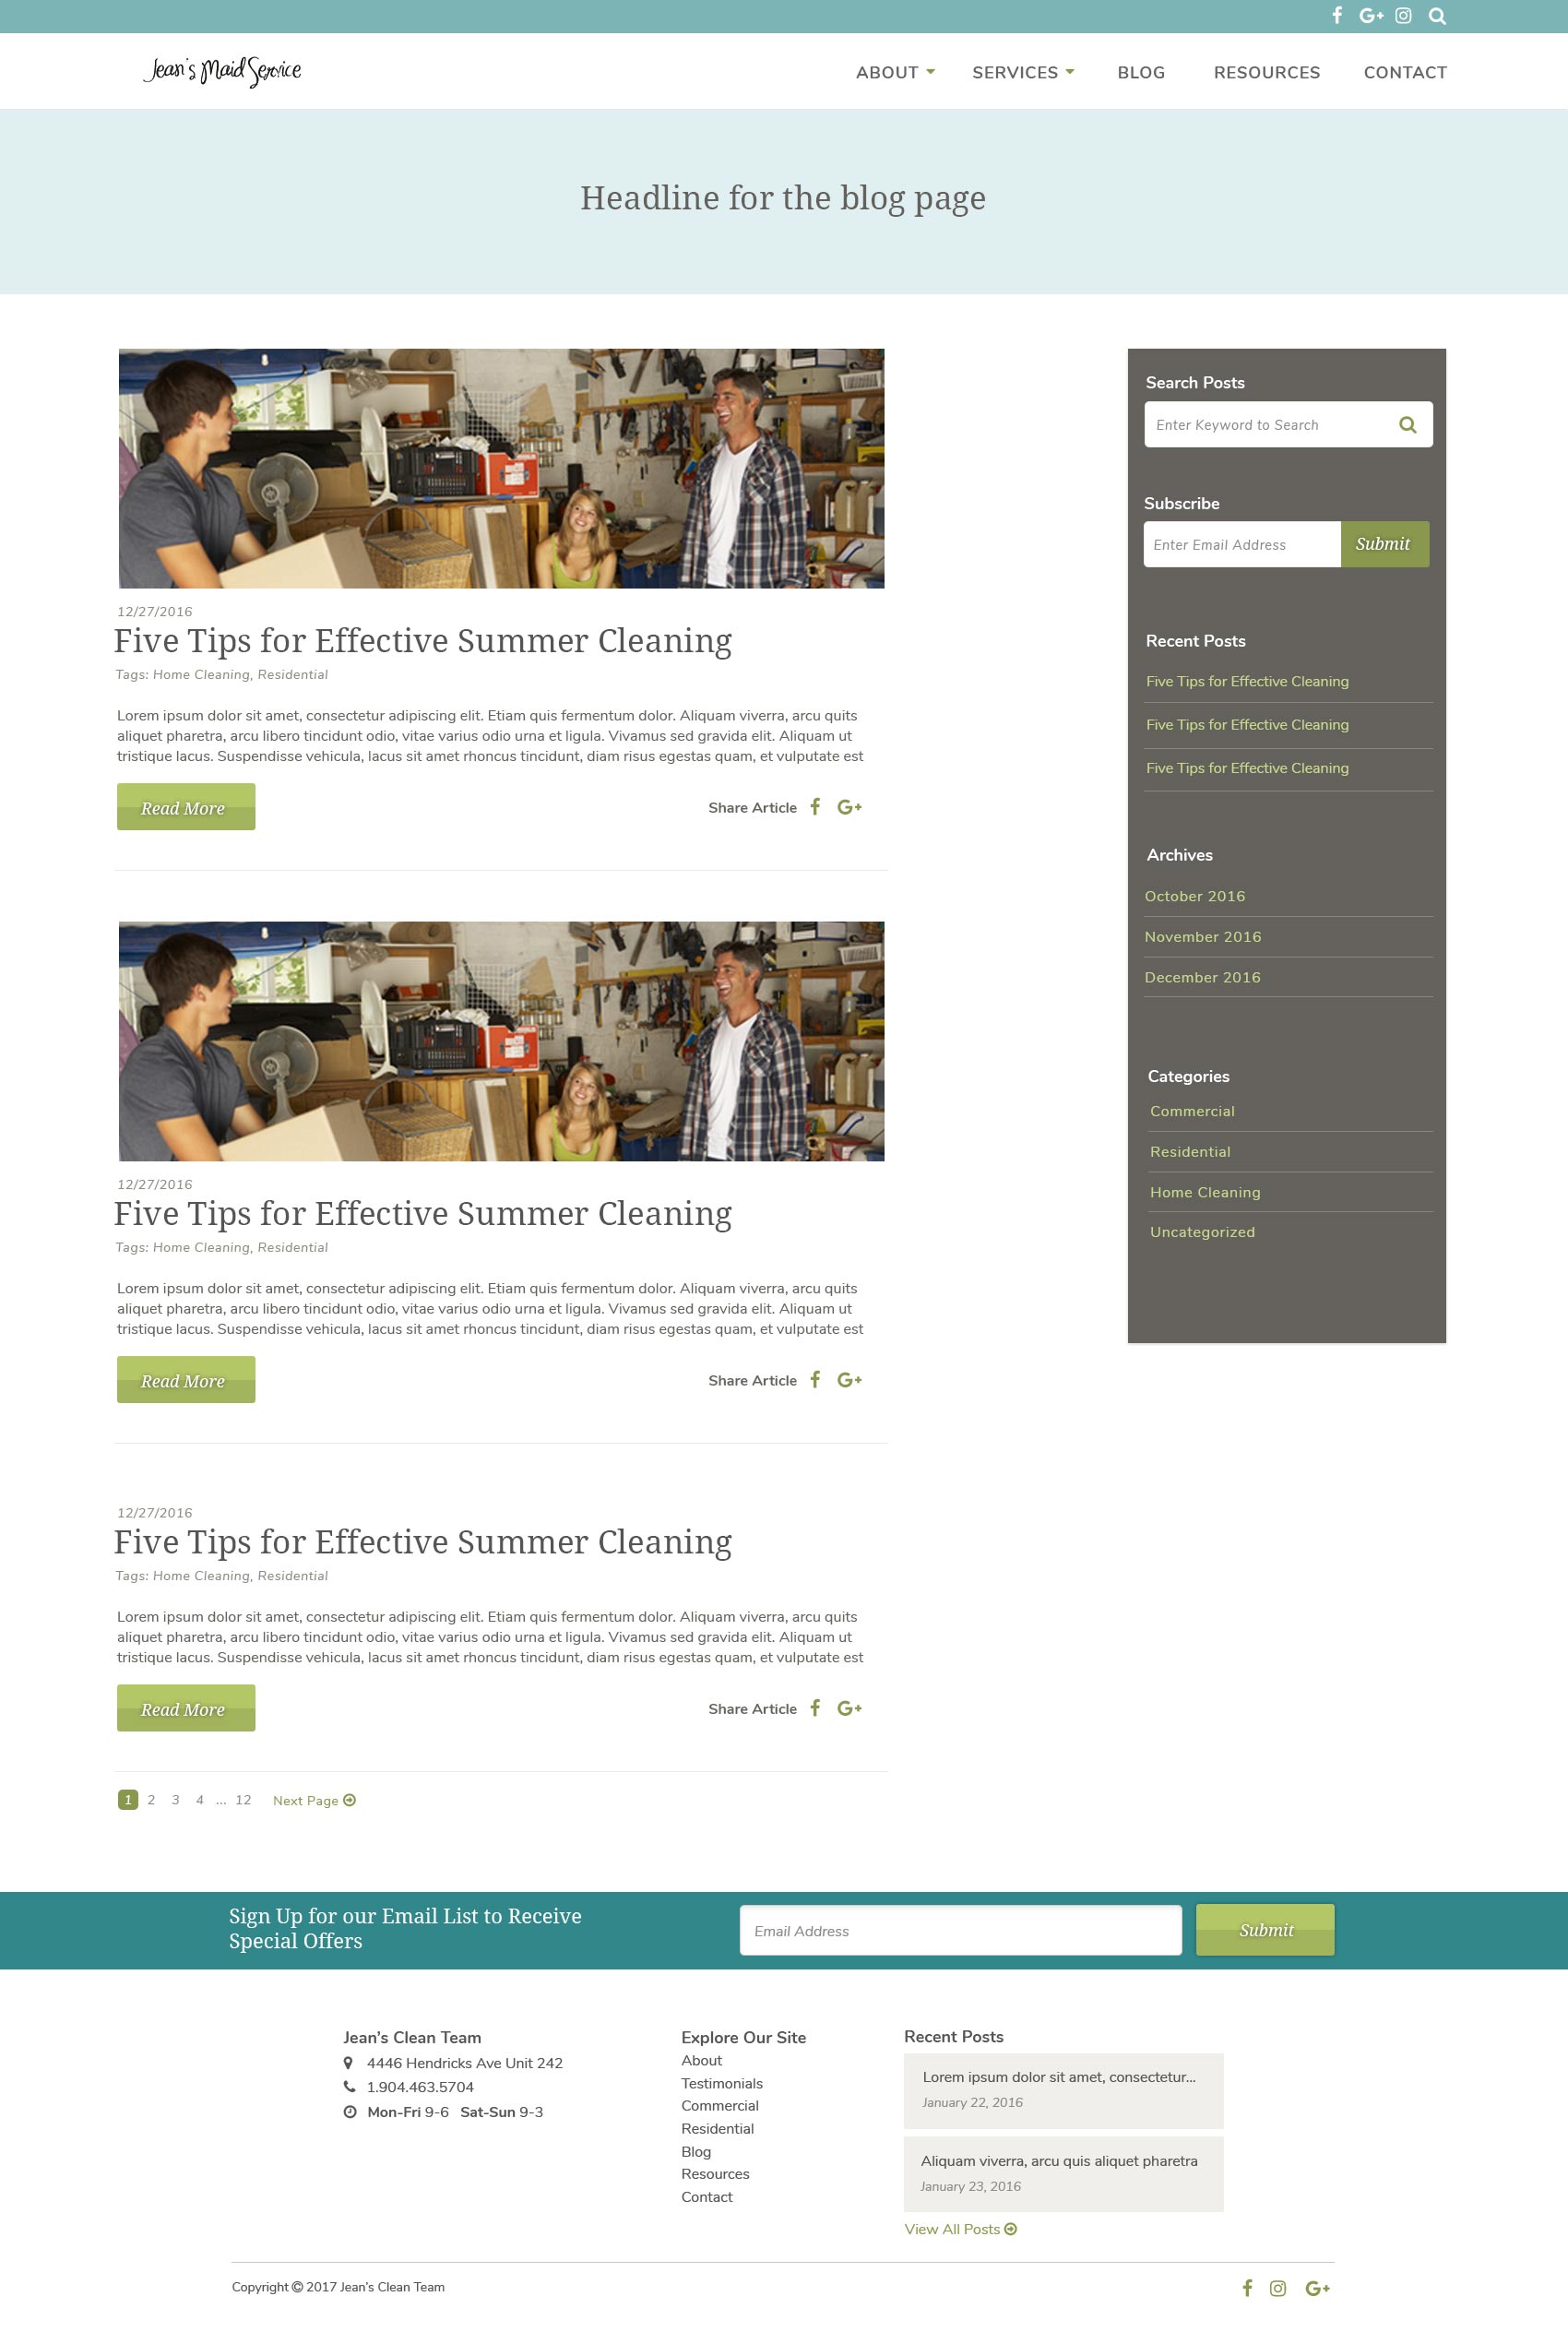 Jean's Maid Service
ABOUT SERVICES BLOG RESOURCES CONTACT
Headline for the blog page
12/27/2016
Five Tips for Effective Summer Cleaning
Tags: Home Cleaning, Residential
Lorem ipsum dolor sit amet, consectetur adipiscing elit. Etiam quis fermentum dolor. Aliquam viverra, arcu quits
aliquet pharetra, arcu libero tincidunt odio, vitae varius odio urna et ligula. Vivamus sed gravida elit. Aliquam ut
tristique lacus. Suspendisse vehicula, lacus sit amet rhoncus tincidunt, diam risus egestas quam, et vulputate est
Read More
Share Article
12/27/2016
Five Tips for Effective Summer Cleaning
Tags: Home Cleaning, Residential
Lorem ipsum dolor sit amet, consectetur adipiscing elit. Etiam quis fermentum dolor. Aliquam viverra, arcu quits
aliquet pharetra, arcu libero tincidunt odio, vitae varius odio urna et ligula. Vivamus sed gravida elit. Aliquam ut
tristique lacus. Suspendisse vehicula, lacus sit amet rhoncus tincidunt, diam risus egestas quam, et vulputate est
Read More
Share Article
12/27/2016
Five Tips for Effective Summer Cleaning
Tags: Home Cleaning, Residential
Lorem ipsum dolor sit amet, consectetur adipiscing elit. Etiam quis fermentum dolor. Aliquam viverra, arcu quits
aliquet pharetra, arcu libero tincidunt odio, vitae varius odio urna et ligula. Vivamus sed gravida elit. Aliquam ut
tristique lacus. Suspendisse vehicula, lacus sit amet rhoncus tincidunt, diam risus egestas quam, et vulputate est
Read More
Share Article
1 2 3 4 ... 12 Next Page
Search Posts
Enter Keyword to Search
Subscribe
Enter Email Address
Submit
Recent Posts
Five Tips for Effective Cleaning
Five Tips for Effective Cleaning
Five Tips for Effective Cleaning
Archives
October 2016
November 2016
December 2016
Categories
Commercial
Residential
Home Cleaning
Uncategorized
Sign Up for our Email List to Receive
Special Offers
Email Address
Submit
Jean's Clean Team
4446 Hendricks Ave Unit 242
1.904.463.5704
Mon-Fri 9-6 Sat-Sun 9-3
Explore Our Site
About
Testimonials
Commercial
Residential
Blog
Resources
Contact
Recent Posts
Lorem ipsum dolor sit amet, consectetur...
January 22, 2016
Aliquam viverra, arcu quis aliquet pharetra
January 23, 2016
View All Posts
Copyright © 2017 Jean's Clean Team